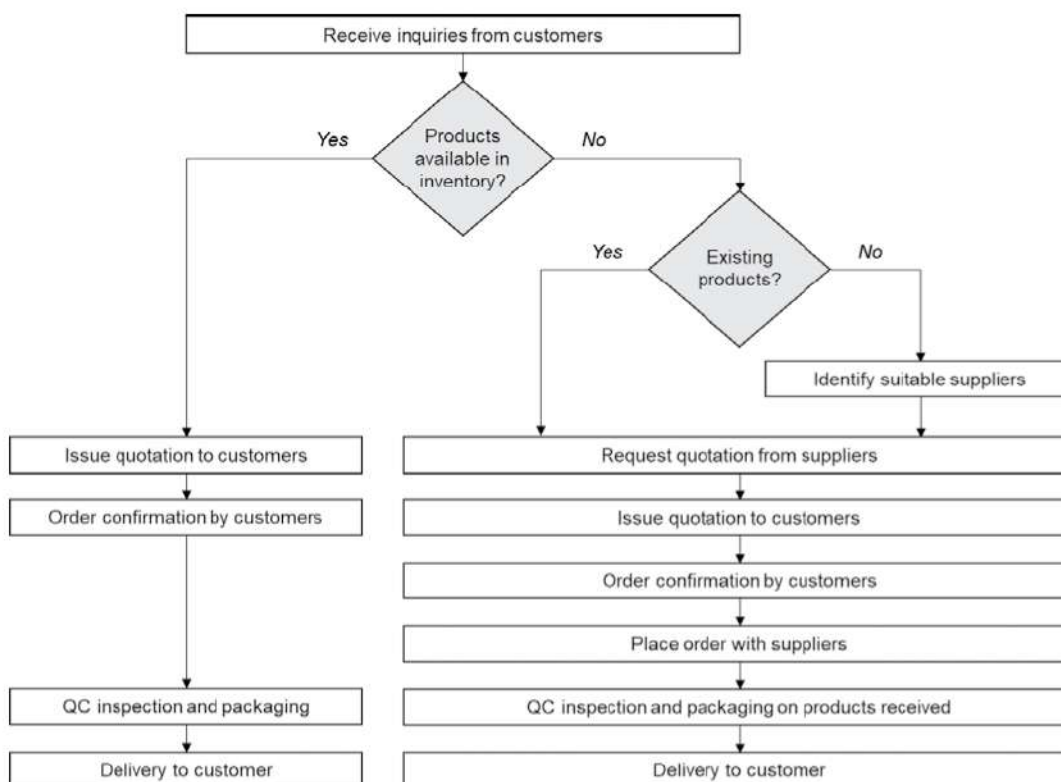 Receive inquiries from customers
Yes
Products
available in
inventory?
No
Yes
Existing
products?
No
Identify suitable suppliers
Issue quotation to customers
Request quotation from suppliers
Order confirmation by customers
Issue quotation to customers
Order confirmation by customers
Place order with suppliers
QC inspection and packaging
QC inspection and packaging on products received
Delivery to customer
Delivery to customer